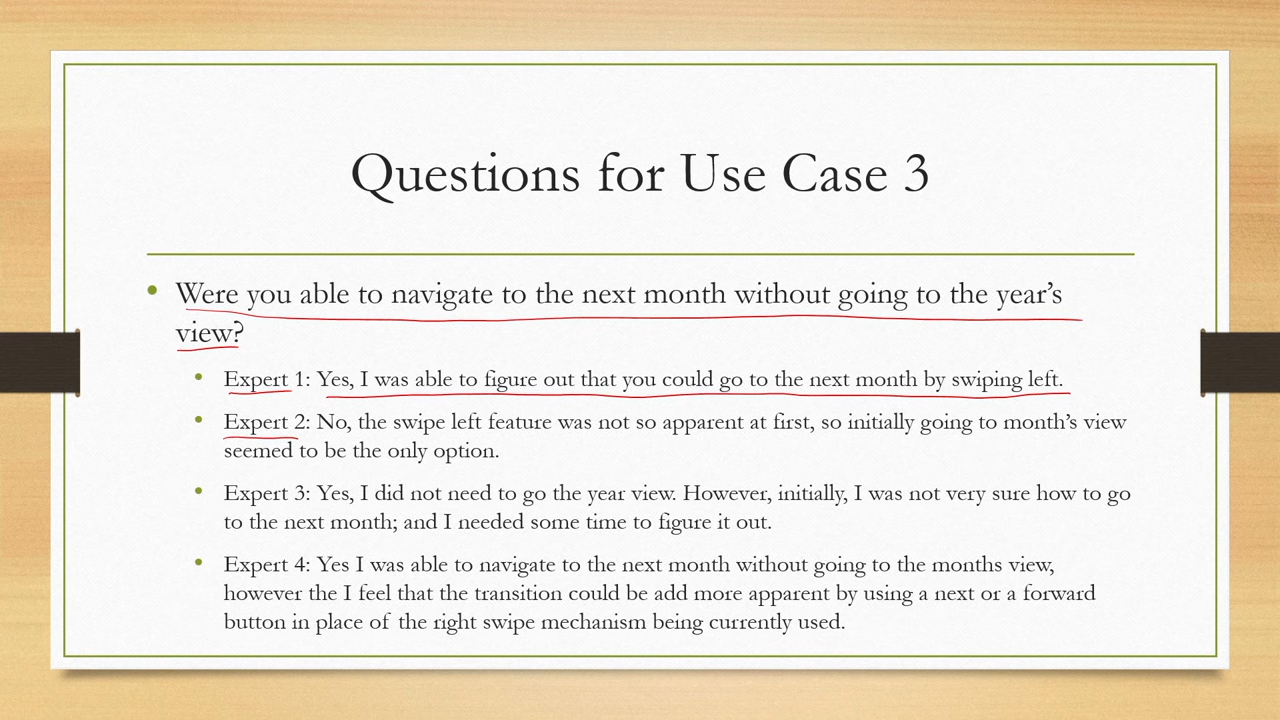 Questions for Use Case 3
• Were you able to navigate to the next month without going to the year’s
view?
• Expert 1: Yes, I was able to figure out that you could go to the next month by swiping left.
• Expert 2: No, the swipe left feature was not so apparent at first, so initially going to month’s view
seemed to be the only option.
• Expert 3: Yes, I did not need to go the year view. However, initially, I was not very sure how to go
to the next month; and I needed some time to figure it out.
• Expert 4: Yes I was able to navigate to the next month without going to the months view,
however the I feel that the transition could be add more apparent by using a next or a forward
button in place of the right swipe mechanism being currently used.